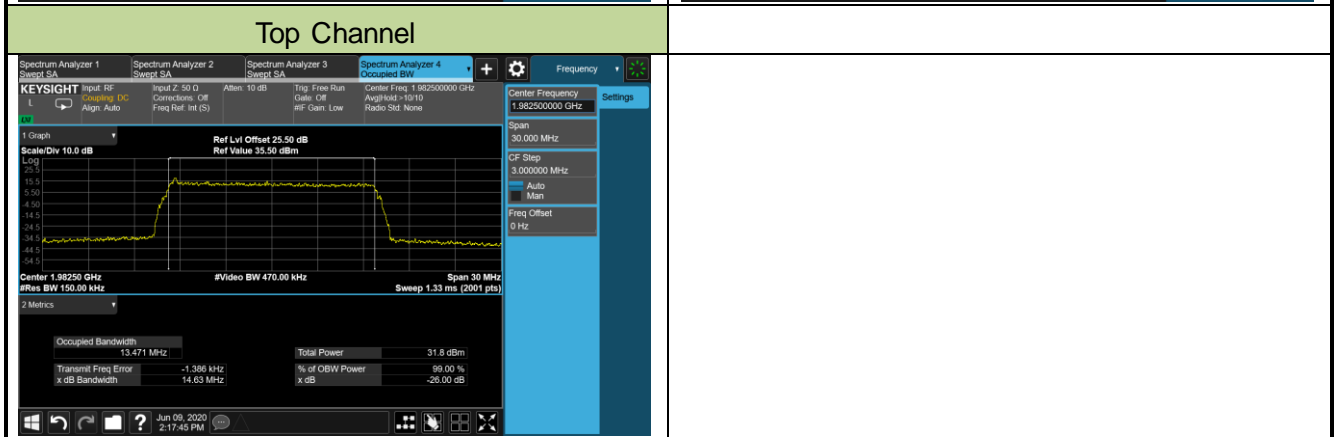 Top Channel
Spectrum Analyzer 1
Swept SA
Spectrum Analyzer 2
Swept SA
Spectrum Analyzer 3
Swept SA
Spectrum Analyzer 4
Occupied BW
+
Frequency
KEYSIGHT
L
Input: RF
Coupling: DC
Align: Auto
Input Z: 50 Ω
Corrections: Off
Freq Ref: Int (S)
Atten: 10 dB
Trig: Free Run
Gate: Off
#IF Gain: Low
Center Freq: 1.982500000 GHz
Avg|Hold:>10/10
Radio Std: None
1 Graph
Scale/Div 10.0 dB
Ref Lvl Offset 25.50 dB
Ref Value 35.50 dBm
Log
25.5
15.5
5.50
-4.50
-14.5
-24.5
-34.5
-44.5
-54.5
Center 1.98250 GHz
#Res BW 150.00 kHz
#Video BW 470.00 kHz
Span 30 MHz
Sweep 1.33 ms (2001 pts)
2 Metrics
Occupied Bandwidth
13.471 MHz
Transmit Freq Error -1.386 kHz
x dB Bandwidth 14.63 MHz
Total Power 31.8 dBm
% of OBW Power 99.00 %
x dB -26.00 dB
Center Frequency
1.982500000 GHz
Settings
Span
30.000 MHz
CF Step
3.000000 MHz
Auto
Man
Freq Offset
0 Hz
?
Jun 09, 2020
2:17:45 PM